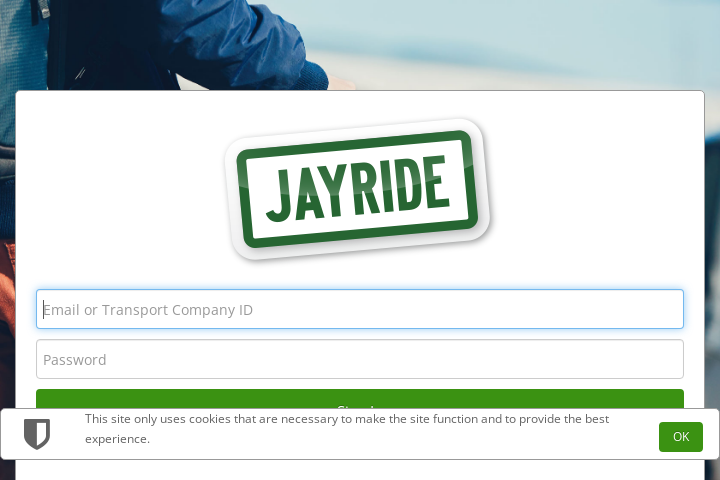 JAYRIDE
Email or Transport Company ID
Password
This site only uses cookies that are necessary to make the site function and to provide the best
experience.
OK